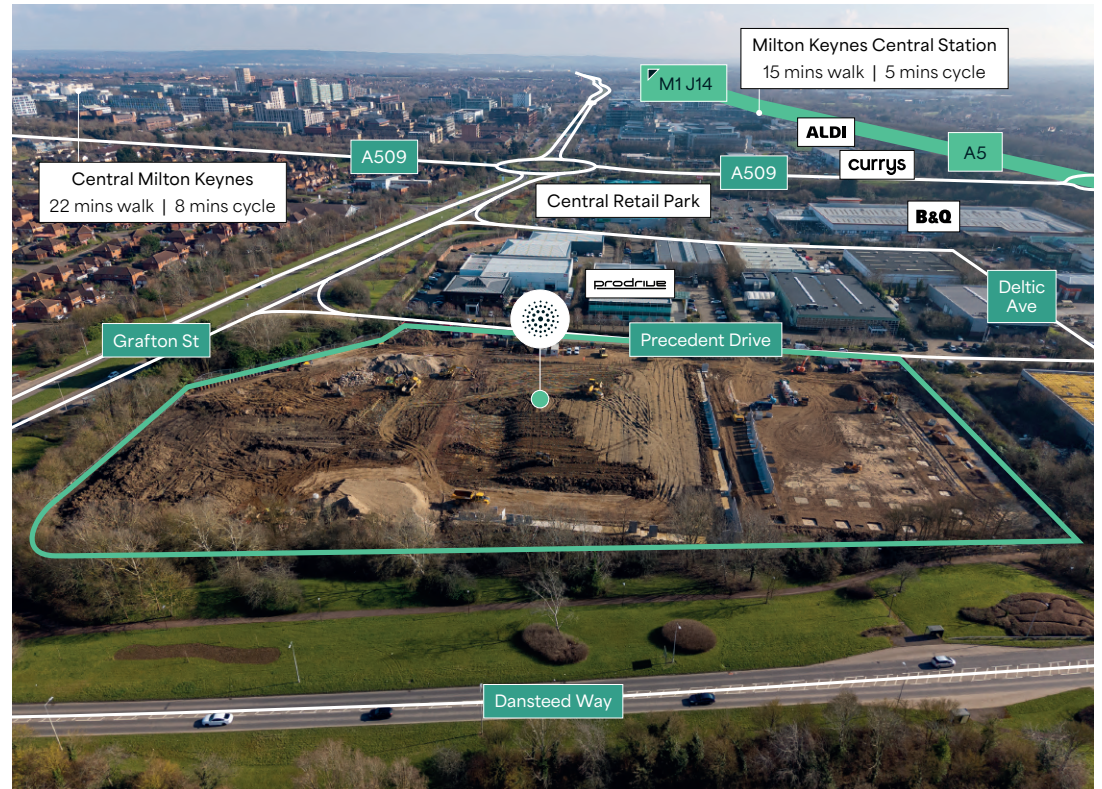 Milton Keynes Central Station
15 mins walk | 5 mins cycle
M1 J14
ALDI
currys
A5
A509
A509
Central Milton Keynes
22 mins walk | 8 mins cycle
Central Retail Park
B&Q
prodrive
Deltic
Ave
Grafton St
Precedent Drive
Dansteed Way